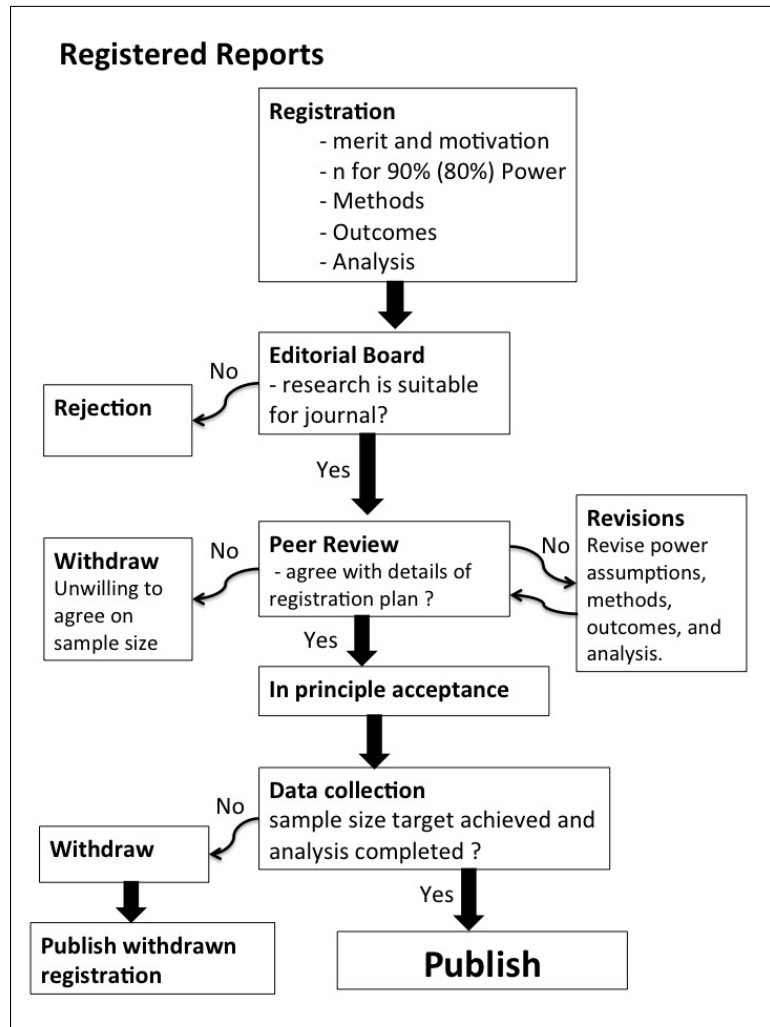 Registered Reports
Registration
- merit and motivation
- n for 90% (80%) Power
- Methods
- Outcomes
- Analysis
Editorial Board
- research is suitable
for journal?
No
Rejection
Yes
Peer Review
- agree with details of
registration plan ?
No
Withdraw
Unwilling to
agree on
sample size
No
Revisions
Revise power
assumptions,
methods,
outcomes, and
analysis.
Yes
In principle acceptance
Data collection
sample size target achieved and
analysis completed ?
No
Withdraw
Publish withdrawn
registration
Yes
Publish